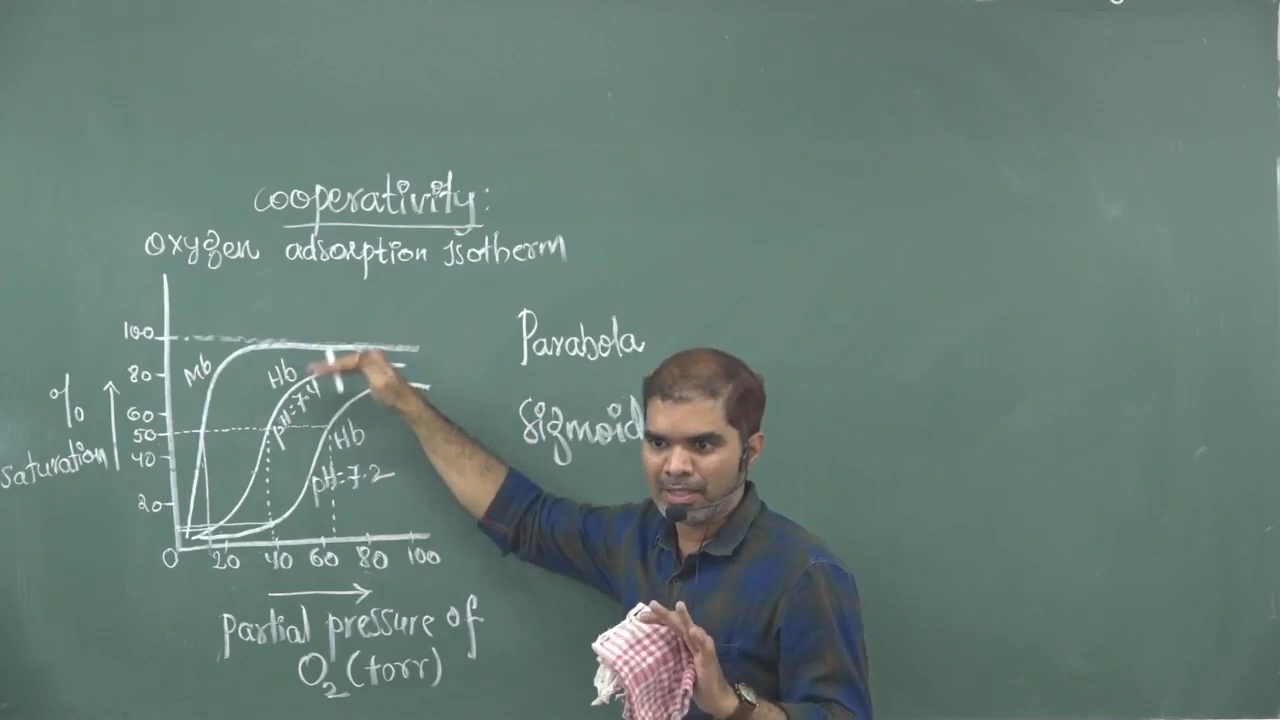 cooperativity:
Oxygen adsorption Isotherm
100
80
60
50
40
20
0 20 40 60 80 100
%
saturation
Mb
Hb
pH=7.4
Hb
pH=7.2
Partial pressure of
O2 (torr)
Parabola
Sigmoid